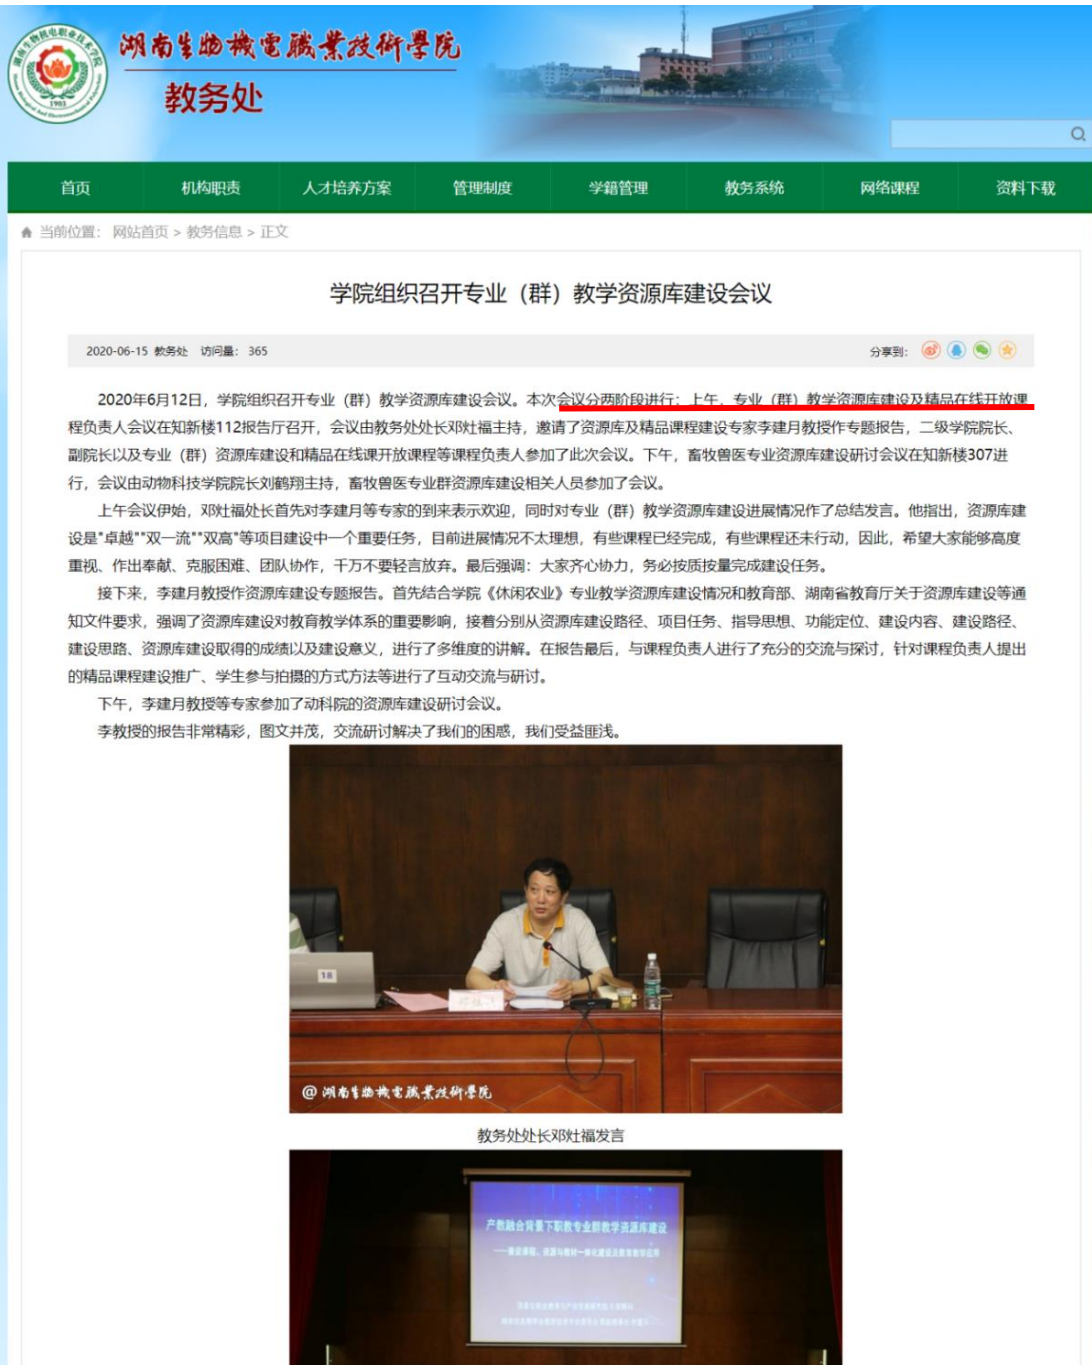 湖南生物機電職業技術學院
教务处
1903
首页 机构职责 人才培养方案 管理制度 学籍管理 教务系统 网络课程 资料下载
当前位置： 网站首页 > 教务信息 > 正文
学院组织召开专业（群）教学资源库建设会议
2020-06-15 教务处 访问量： 365 分享到：
2020年6月12日，学院组织召开专业（群）教学资源库建设会议。本次会议分两阶段进行：上午，专业（群）教学资源库建设及精品在线开放课
程负责人会议在知新楼112报告厅召开，会议由教务处处长邓灶福主持，邀请了资源库及精品课程建设专家李建月教授作专题报告，二级学院院长、
副院长以及专业（群）资源库建设和精品在线课开放课程等课程负责人参加了此次会议。下午，畜牧兽医专业资源库建设研讨会议在知新楼307进
行，会议由动物科技学院院长刘鹤翔主持，畜牧兽医专业群资源库建设相关人员参加了会议。
上午会议伊始，邓灶福处长首先对李建月等专家的到来表示欢迎，同时对专业（群）教学资源库建设进展情况作了总结发言。他指出，资源库建
设是"卓越""双一流""双高"等项目建设中一个重要任务，目前进展情况不太理想，有些课程已经完成，有些课程还未行动，因此，希望大家能够高度
重视、作出奉献、克服困难、团队协作，千万不要轻言放弃。最后强调：大家齐心协力，务必按质按量完成建设任务。
接下来，李建月教授作资源库建设专题报告。首先结合学院《休闲农业》专业教学资源库建设情况和教育部、湖南省教育厅关于资源库建设等通
知文件要求，强调了资源库建设对教育教学体系的重要影响，接着分别从资源库建设路径、项目任务、指导思想、功能定位、建设内容、建设路径、
建设思路、资源库建设取得的成绩以及建设意义，进行了多维度的讲解。在报告最后，与课程负责人进行了充分的交流与探讨，针对课程负责人提出
的精品课程建设推广、学生参与拍摄的方式方法等进行了互动交流与研讨。
下午，李建月教授等专家参加了动科院的资源库建设研讨会议。
李教授的报告非常精彩，图文并茂，交流研讨解决了我们的困惑，我们受益匪浅。
18
@ 湖南生物機電職業技術學院
教务处处长邓灶福发言
产教融合背景下职教专业群教学资源库建设